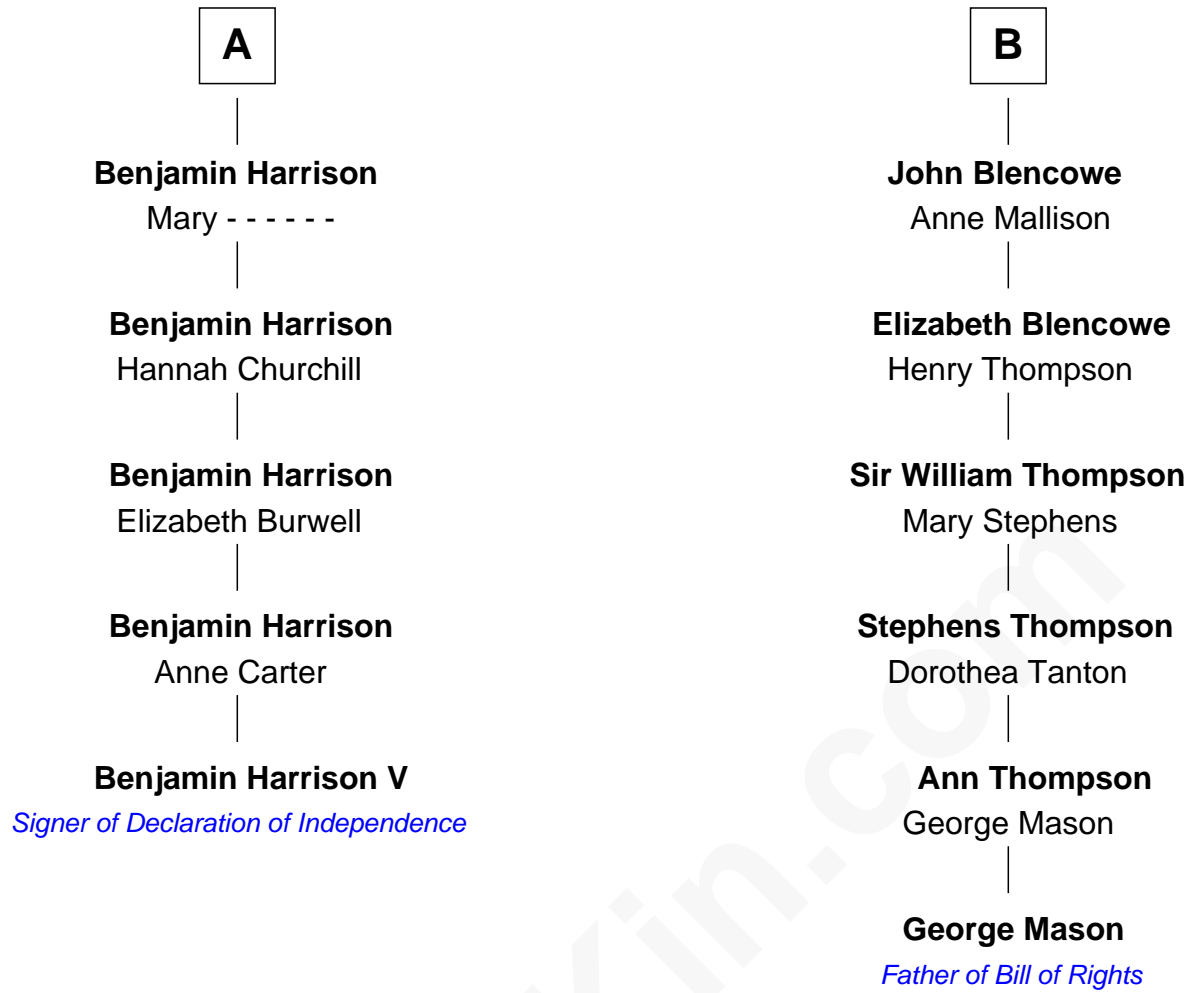 A
Benjamin Harrison
Mary - - - - - -
Benjamin Harrison
Hannah Churchill
Benjamin Harrison
Elizabeth Burwell
Benjamin Harrison
Anne Carter
Benjamin Harrison V
Signer of Declaration of Independence
B
John Blencowe
Anne Mallison
Elizabeth Blencowe
Henry Thompson
Sir William Thompson
Mary Stephens
Stephens Thompson
Dorothea Tanton
Ann Thompson
George Mason
George Mason
Father of Bill of Rights
Kin.com